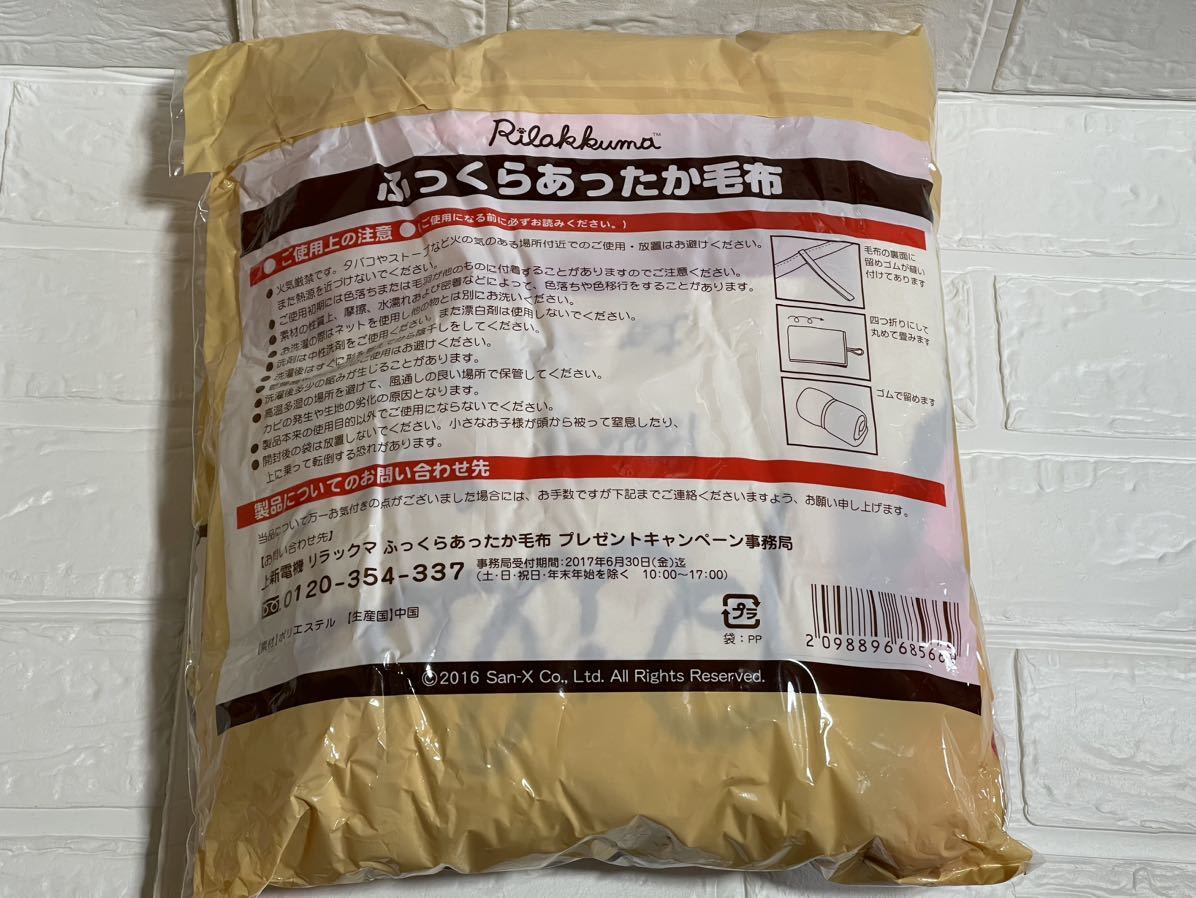 Rilakkuma™
ふっくらあったか毛布
● ご使用上の注意 ● (ご使用になる前に必ずお読みください。)
● 火気厳禁です。タバコやストーブなど火の気のある場所付近でのご使用・放置はお避けください。
また熱源を近づけないでください。
● ご使用初期には色落ちまたは毛羽が他のものに付着することがありますのでご注意ください。
● 素材の性質上、摩擦、水濡れおよび密着などによって、色落ちや色移行をすることがあります。
● お洗濯の際はネットを使用し他の物とは別にお洗いください。
● 洗剤は中性洗剤をご使用ください。また漂白剤は使用しないでください。
● 洗濯後はすぐに形を整えてから陰干しをしてください。
ご使用はお避けください。
● 洗濯後多少の縮みが生じることがあります。
● 高温多湿の場所を避けて、風通しの良い場所で保管してください。
カビの発生や生地の劣化の原因となります。
● 製品本来の使用目的以外でご使用にならないでください。
● 開封後の袋は放置しないでください。小さなお子様が頭から被って窒息したり、
上に乗って転倒する恐れがあります。
毛布の裏面に
留めゴムが縫い
付けてあります
四つ折りにして
丸めて畳みます
ゴムで留めます
製品についてのお問い合わせ先
当品について万一お気付きの点がございました場合には、お手数ですが下記までご連絡くださいますよう、お願い申し上げます。
【お問い合わせ先】
上新電機 リラックマ ふっくらあったか毛布 プレゼントキャンペーン事務局
0120-354-337
事務局受付期間：2017年6月30日(金)迄
(土・日・祝日・年末年始を除く 10:00～17:00)
【素材】ポリエステル 【生産国】中国
プラ
袋：PP
2 098896 68566
©2016 San-X Co., Ltd. All Rights Reserved.